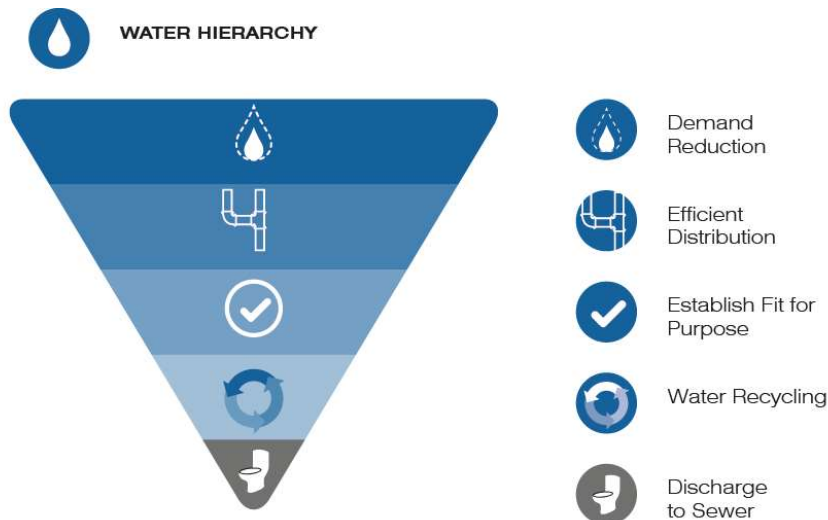 WATER HIERARCHY
Demand
Reduction
Efficient
Distribution
Establish Fit for
Purpose
Water Recycling
Discharge
to Sewer